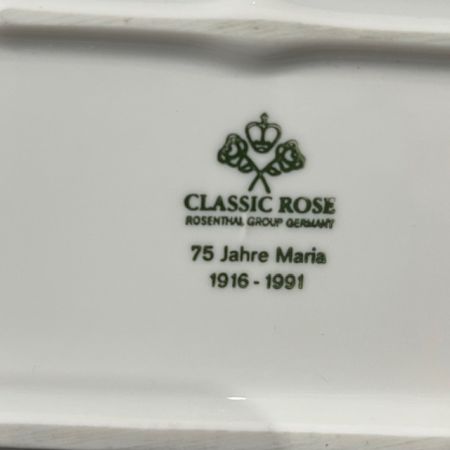 CLASSIC ROSE
ROSENTHAL GROUP GERMANY
75 Jahre Maria
1916 - 1991